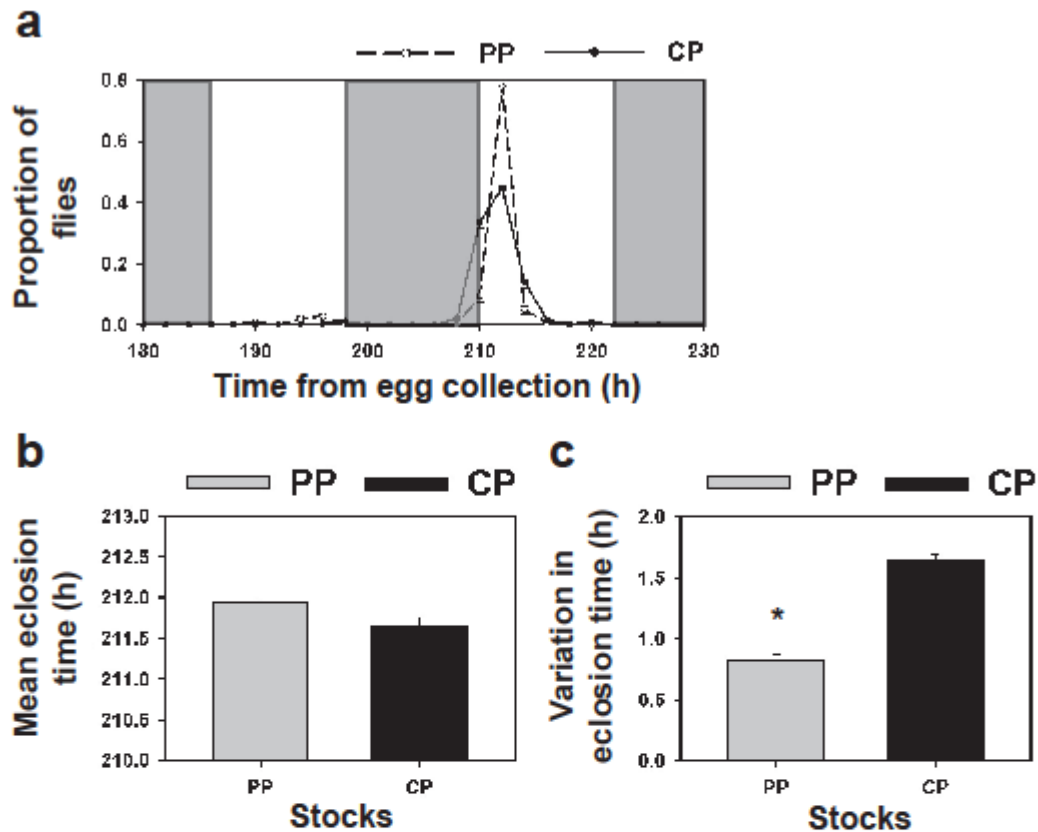 a
PP CP
Proportion of
flies
0.8
0.6
0.4
0.2
0.0
180 190 200 210 220 230
Time from egg collection (h)
b
PP CP
Mean eclosion
time (h)
213.0
212.5
212.0
211.5
211.0
210.5
210.0
PP CP
Stocks
c
PP CP
Variation in
eclosion time (h)
2.0
1.5
1.0
0.5
0.0
*
PP CP
Stocks